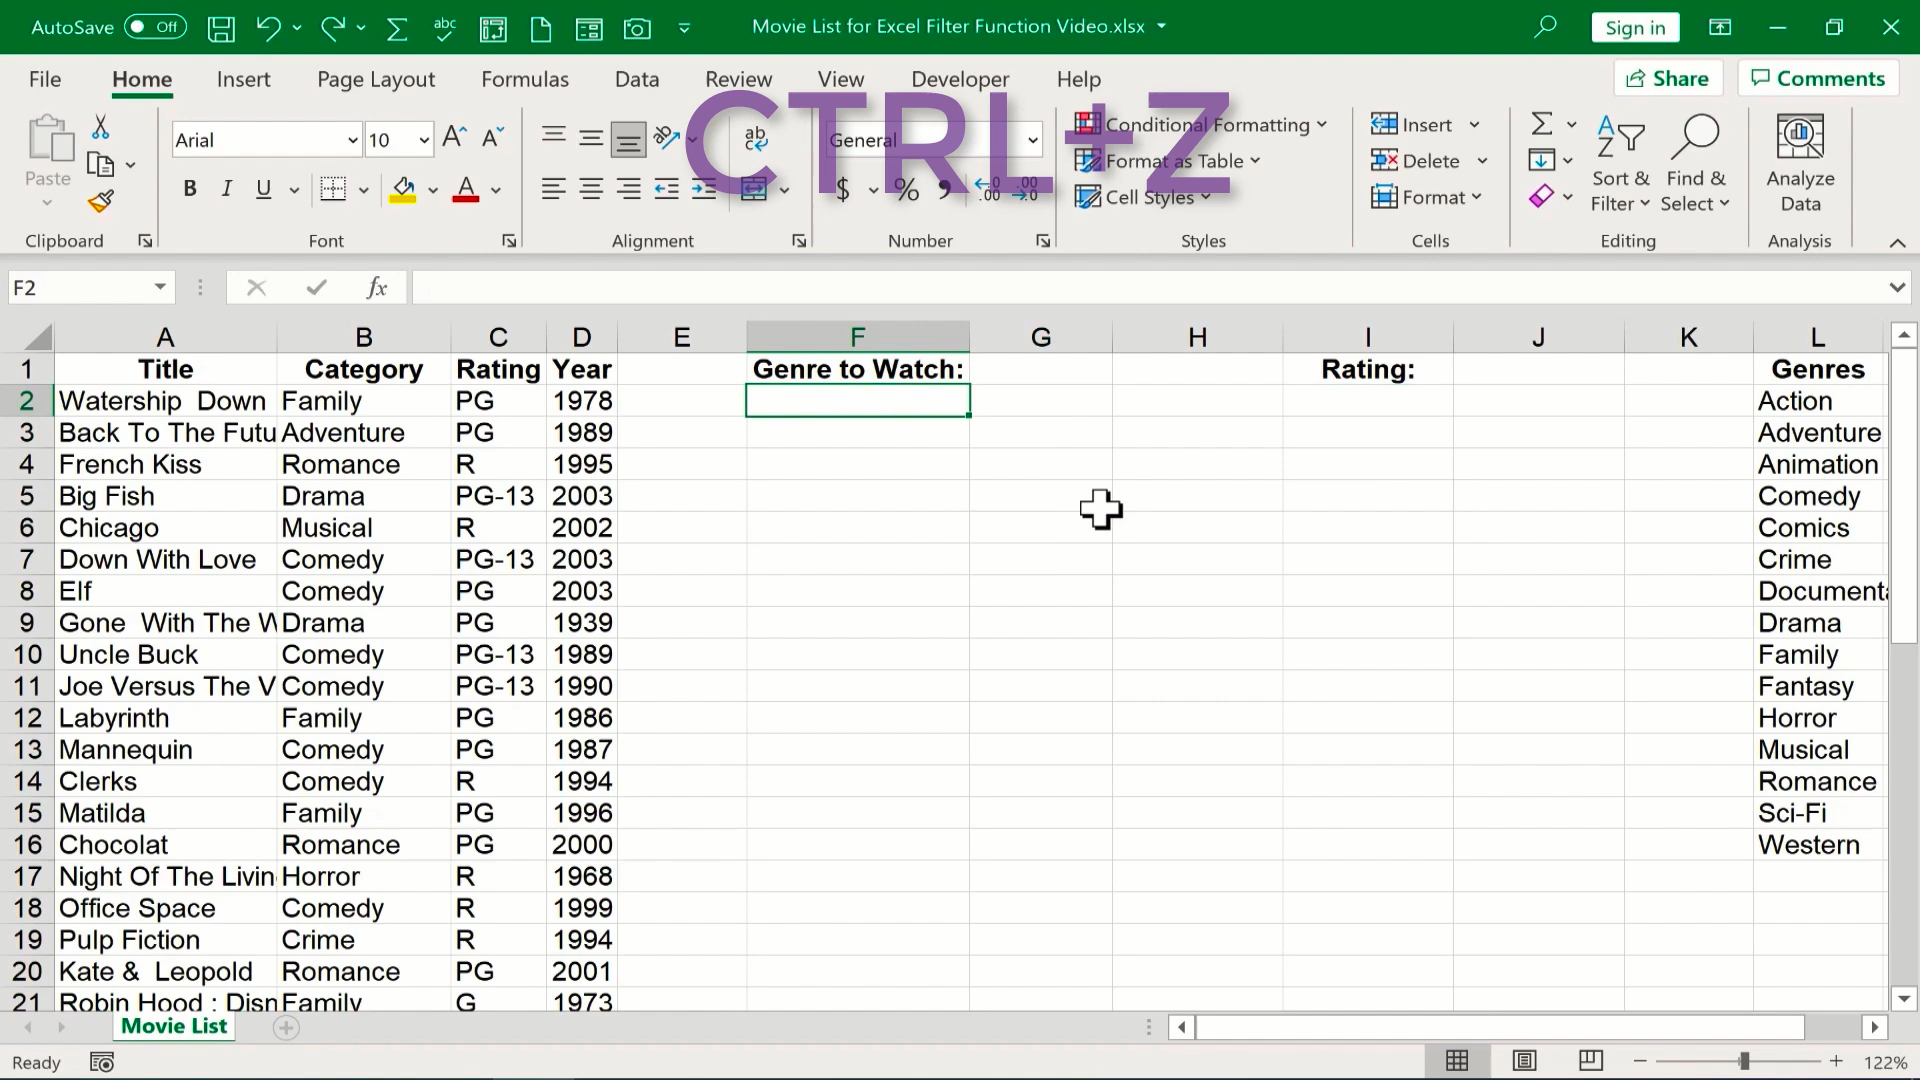 AutoSave Off
Movie List for Excel Filter Function Video.xlsx
Sign in
File Home Insert Page Layout Formulas Data Review View Developer Help
Share Comments
CTRL+Z
Paste
Clipboard
Arial 10
B I U
Font
Alignment
General
$ % ,
Number
Conditional Formatting
Format as Table
Cell Styles
Styles
Insert
Delete
Format
Cells
Sort & Filter
Find & Select
Editing
Analyze Data
Analysis
F2 fx
A B C D E F G H I J K L
1 Title Category Rating Year Genre to Watch: Rating: Genres
2 Watership  Down Family PG 1978 Action
3 Back To The Futu Adventure PG 1989 Adventure
4 French Kiss Romance R 1995 Animation
5 Big Fish Drama PG-13 2003 Comedy
6 Chicago Musical R 2002 Comics
7 Down With Love Comedy PG-13 2003 Crime
8 Elf Comedy PG 2003 Documenta
9 Gone  With The W Drama PG 1939 Drama
10 Uncle Buck Comedy PG-13 1989 Family
11 Joe Versus The V Comedy PG-13 1990 Fantasy
12 Labyrinth Family PG 1986 Horror
13 Mannequin Comedy PG 1987 Musical
14 Clerks Comedy R 1994 Romance
15 Matilda Family PG 1996 Sci-Fi
16 Chocolat Romance PG 2000 Western
17 Night Of The Livin Horror R 1968
18 Office Space Comedy R 1999
19 Pulp Fiction Crime R 1994
20 Kate &  Leopold Romance PG 2001
21 Robin Hood : Disn Family G 1973
Movie List
Ready
122%